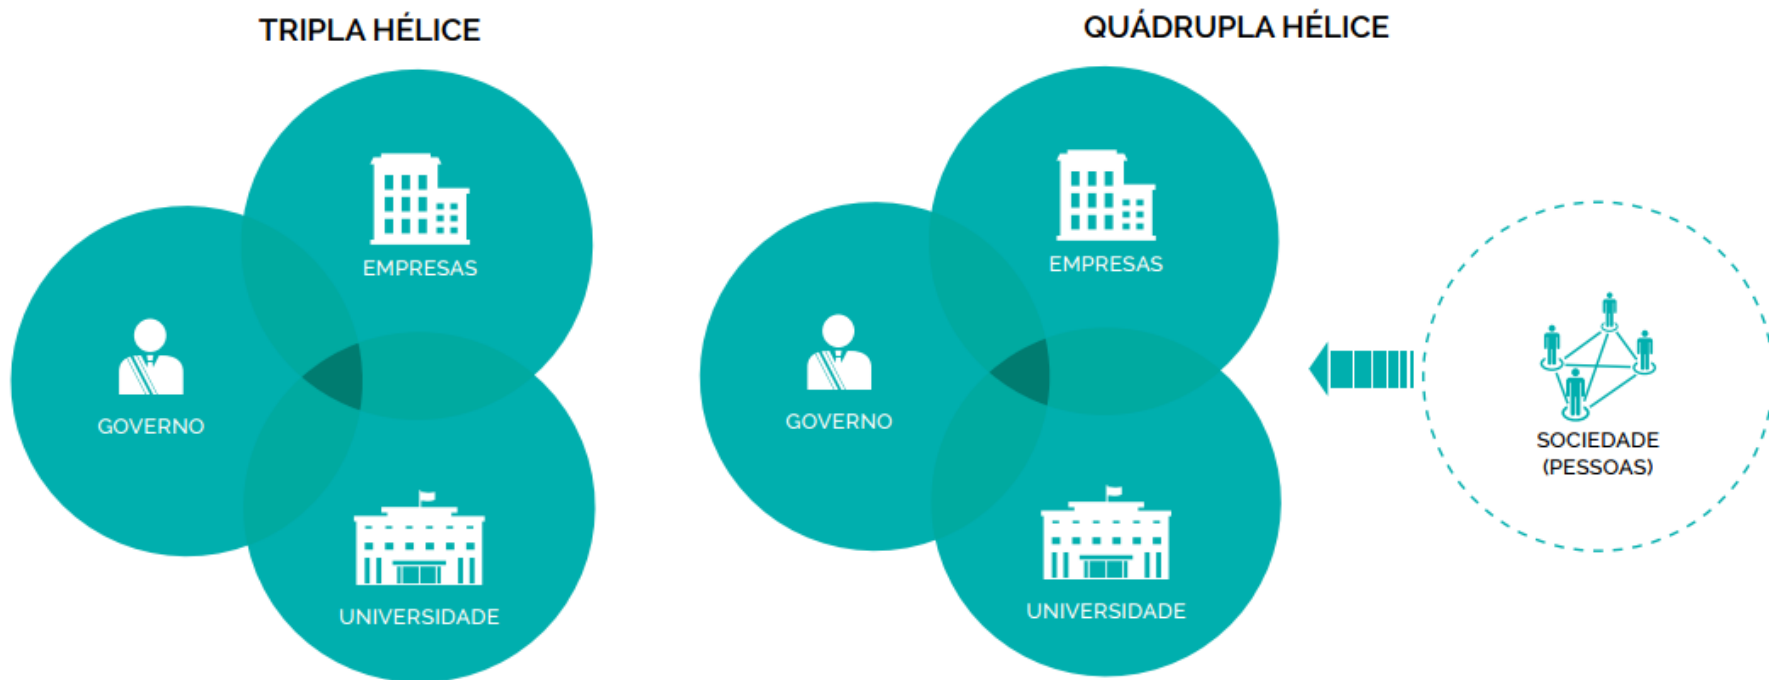 TRIPLA HÉLICE
EMPRESAS
GOVERNO
UNIVERSIDADE
QUÁDRUPLA HÉLICE
EMPRESAS
GOVERNO
UNIVERSIDADE
SOCIEDADE
(PESSOAS)